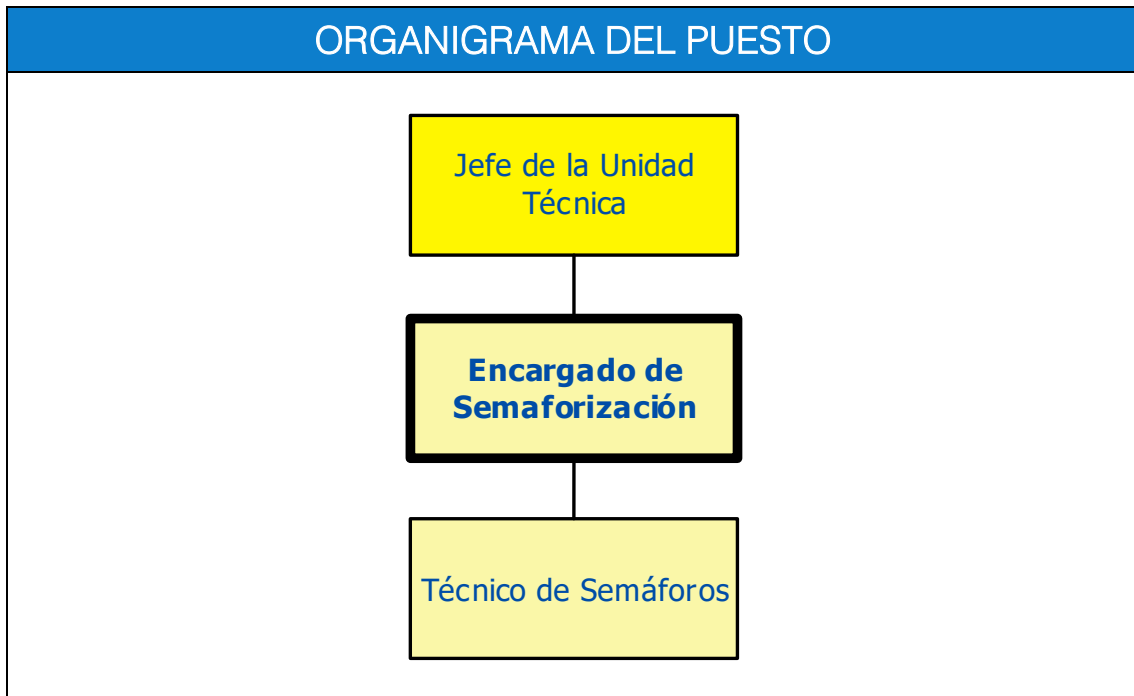 ORGANIGRAMA DEL PUESTO
Jefe de la Unidad
Técnica
Encargado de
Semaforización
Técnico de Semáforos